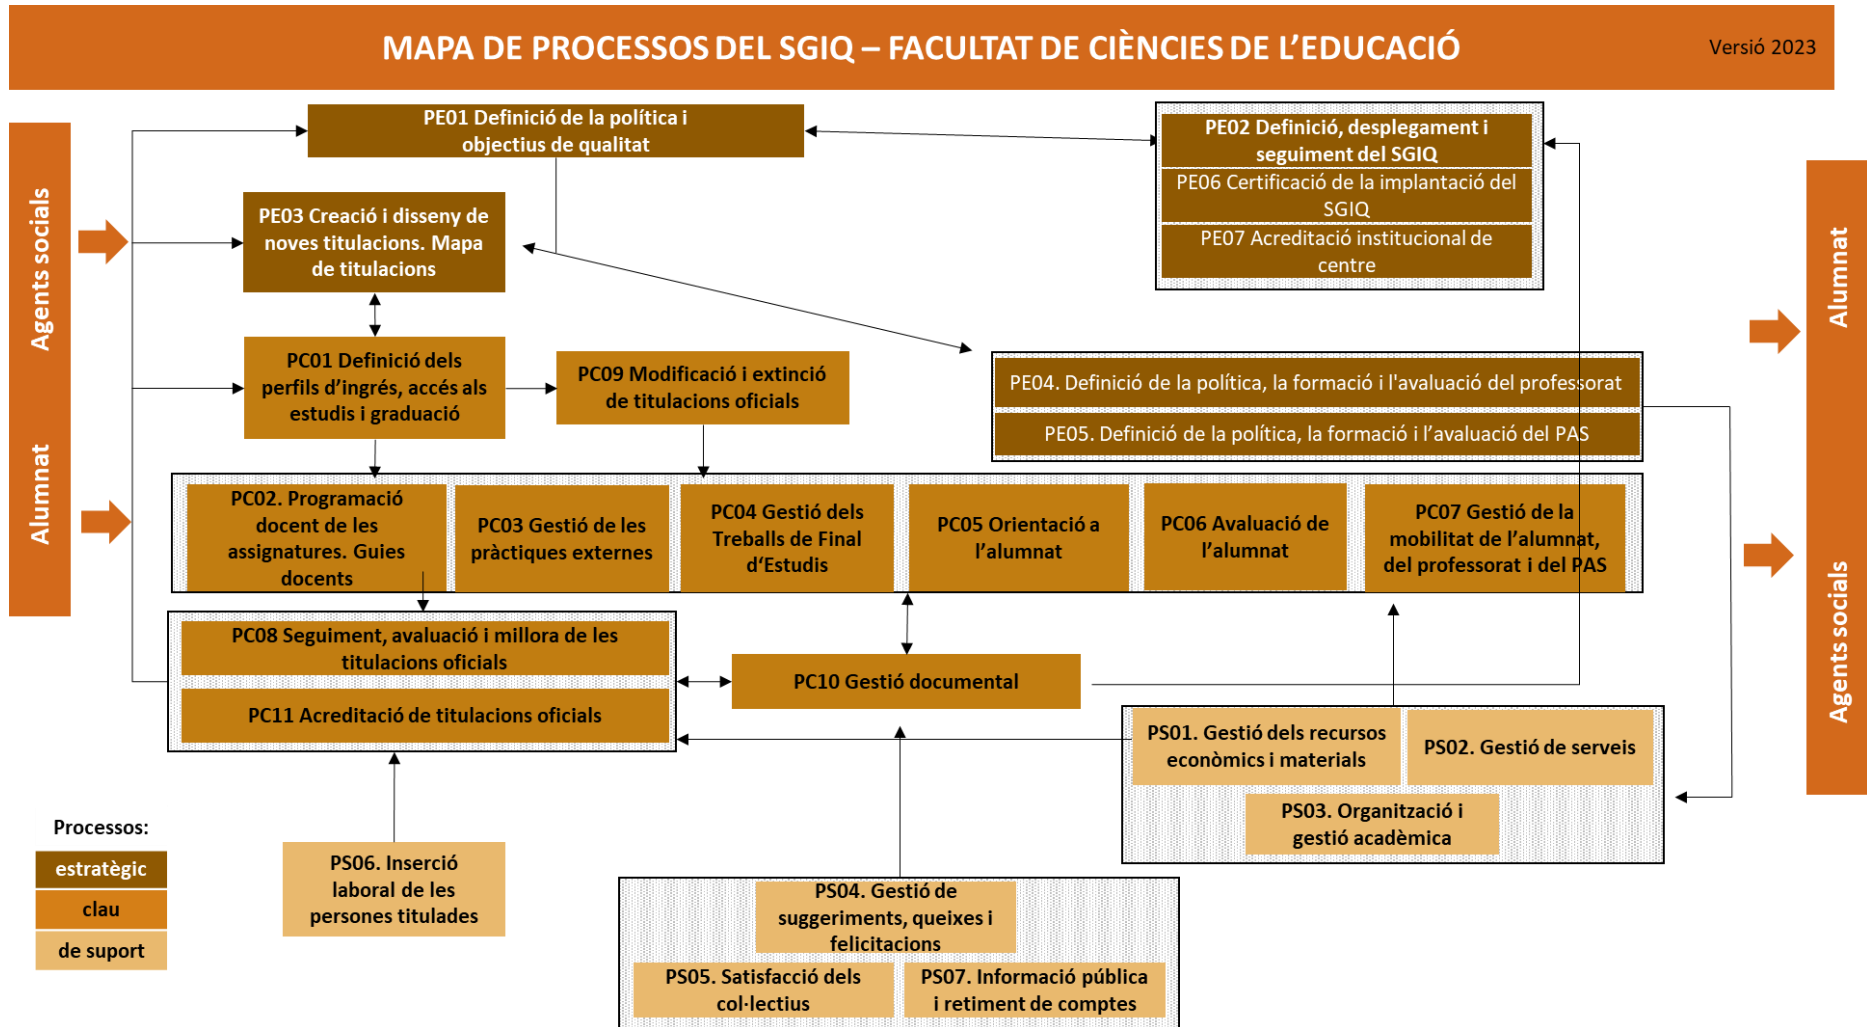 MAPA DE PROCESSOS DEL SGIQ – FACULTAT DE CIÈNCIES DE L’EDUCACIÓ
Versió 2023
Agents socials
Alumnat
PE01 Definició de la política i
objectius de qualitat
PE02 Definició, desplegament i
seguiment del SGIQ
PE06 Certificació de la implantació del
SGIQ
PE07 Acreditació institucional de
centre
PE03 Creació i disseny de
noves titulacions. Mapa
de titulacions
PC01 Definició dels
perfils d’ingrés, accés als
estudis i graduació
PC09 Modificació i extinció
de titulacions oficials
PE04. Definició de la política, la formació i l'avaluació del professorat
PE05. Definició de la política, la formació i l’avaluació del PAS
PC02. Programació
docent de les
assignatures. Guies
docents
PC03 Gestió de les
pràctiques externes
PC04 Gestió dels
Treballs de Final
d‘Estudis
PC05 Orientació a
l’alumnat
PC06 Avaluació de
l’alumnat
PC07 Gestió de la
mobilitat de l’alumnat,
del professorat i del PAS
PC08 Seguiment, avaluació i millora de les
titulacions oficials
PC11 Acreditació de titulacions oficials
PC10 Gestió documental
PS01. Gestió dels recursos
econòmics i materials
PS02. Gestió de serveis
PS03. Organització i
gestió acadèmica
PS06. Inserció
laboral de les
persones titulades
PS04. Gestió de
suggeriments, queixes i
felicitacions
PS05. Satisfacció dels
col·lectius
PS07. Informació pública
i retiment de comptes
Processos:
estratègic
clau
de suport
Alumnat
Agents socials